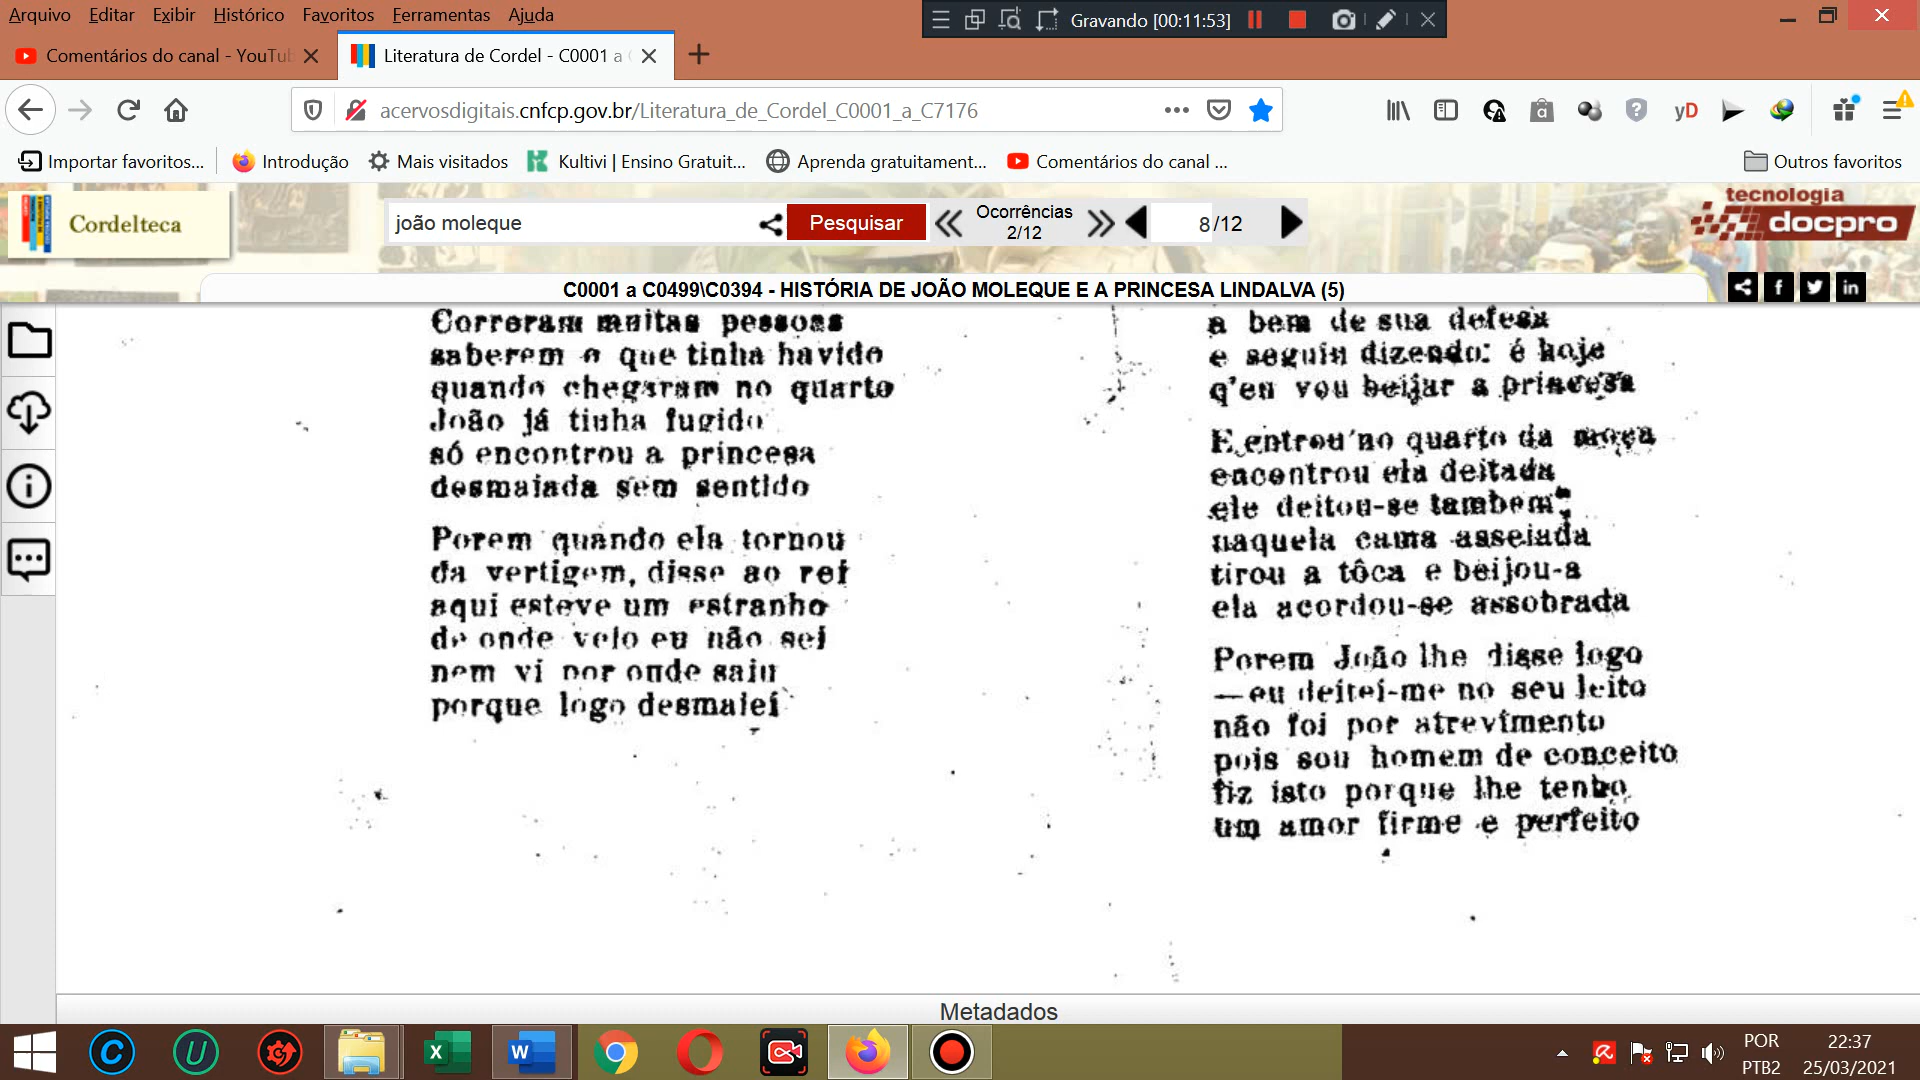 Arquivo Editar Exibir Histórico Favoritos Ferramentas Ajuda
Gravando [00:11:53]
Comentários do canal - YouTub
Literatura de Cordel - C0001 a C
acervosdigitais.cnfcp.gov.br/Literatura_de_Cordel_C0001_a_C7176
yD
Importar favoritos...
Introdução
Mais visitados
Kultivi | Ensino Gratuit...
Aprenda gratuitament...
Comentários do canal ...
Outros favoritos
Cordelteca
joão moleque
Pesquisar
Ocorrências
2/12
8 /12
tecnologia
docpro
C0001 a C0499\C0394 - HISTÓRIA DE JOÃO MOLEQUE E A PRINCESA LINDALVA (5)
Correram muitas pessoas
saberem o que tinha havido
quando chegaram no quarto
João já tinha fugido
só encontrou a princesa
desmaiada sem sentido
Porem quando ela tornou
da vertigem, disse ao rei
aqui esteve um estranho
de onde veio eu não sei
nem vi por onde saiu
porque logo desmaiei
a bem de sua defesa
e seguiu dizendo: é hoje
q'eu vou beijar a princesa
E entrou no quarto da moça
encontrou ela deitada
ele deitou-se tambem
naquela cama asseiada
tirou a tôca e beijou-a
ela acordou-se assobrada
Porem João lhe disse logo
—eu deitei-me no seu leito
não foi por atrevimento
pois sou homem de conceito
fiz isto porque lhe tenho
um amor firme e perfeito
Metadados
POR
PTB2
22:37
25/03/2021